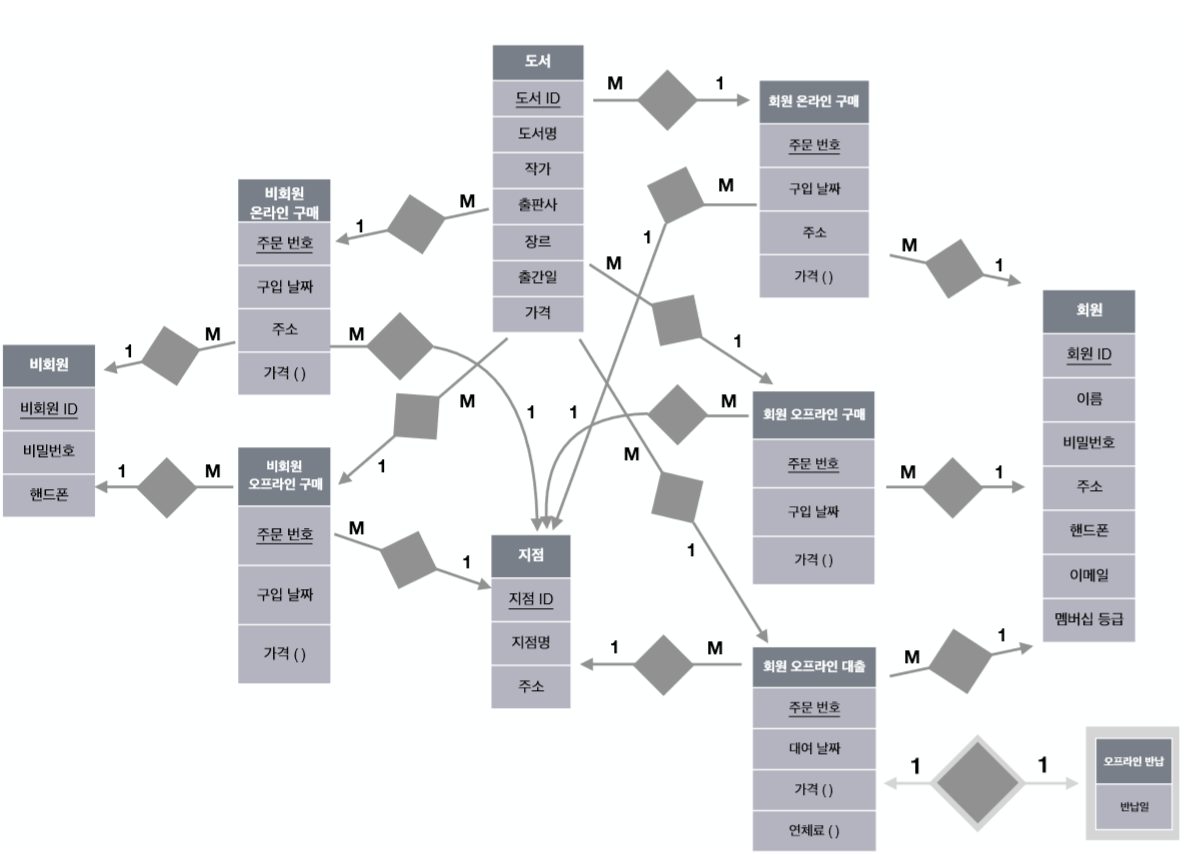 도서
도서 ID
도서명
작가
출판사
장르
출간일
가격
M
1
회원 온라인 구매
주문 번호
구입 날짜
주소
가격 ( )
M
1
M
1
비회원
온라인 구매
주문 번호
구입 날짜
주소
가격 ( )
M
1
M
1
M
1
회원
회원 ID
이름
비밀번호
주소
핸드폰
이메일
멤버십 등급
M
1
비회원
비회원 ID
비밀번호
핸드폰
M
1
M
1
회원 오프라인 구매
주문 번호
구입 날짜
가격 ( )
M
1
M
1
비회원
오프라인 구매
주문 번호
구입 날짜
가격 ( )
M
1
M
1
지점
지점 ID
지점명
주소
M
1
M
1
회원 오프라인 대출
주문 번호
대여 날짜
가격 ( )
연체료 ( )
M
1
1
1
오프라인 반납
반납일